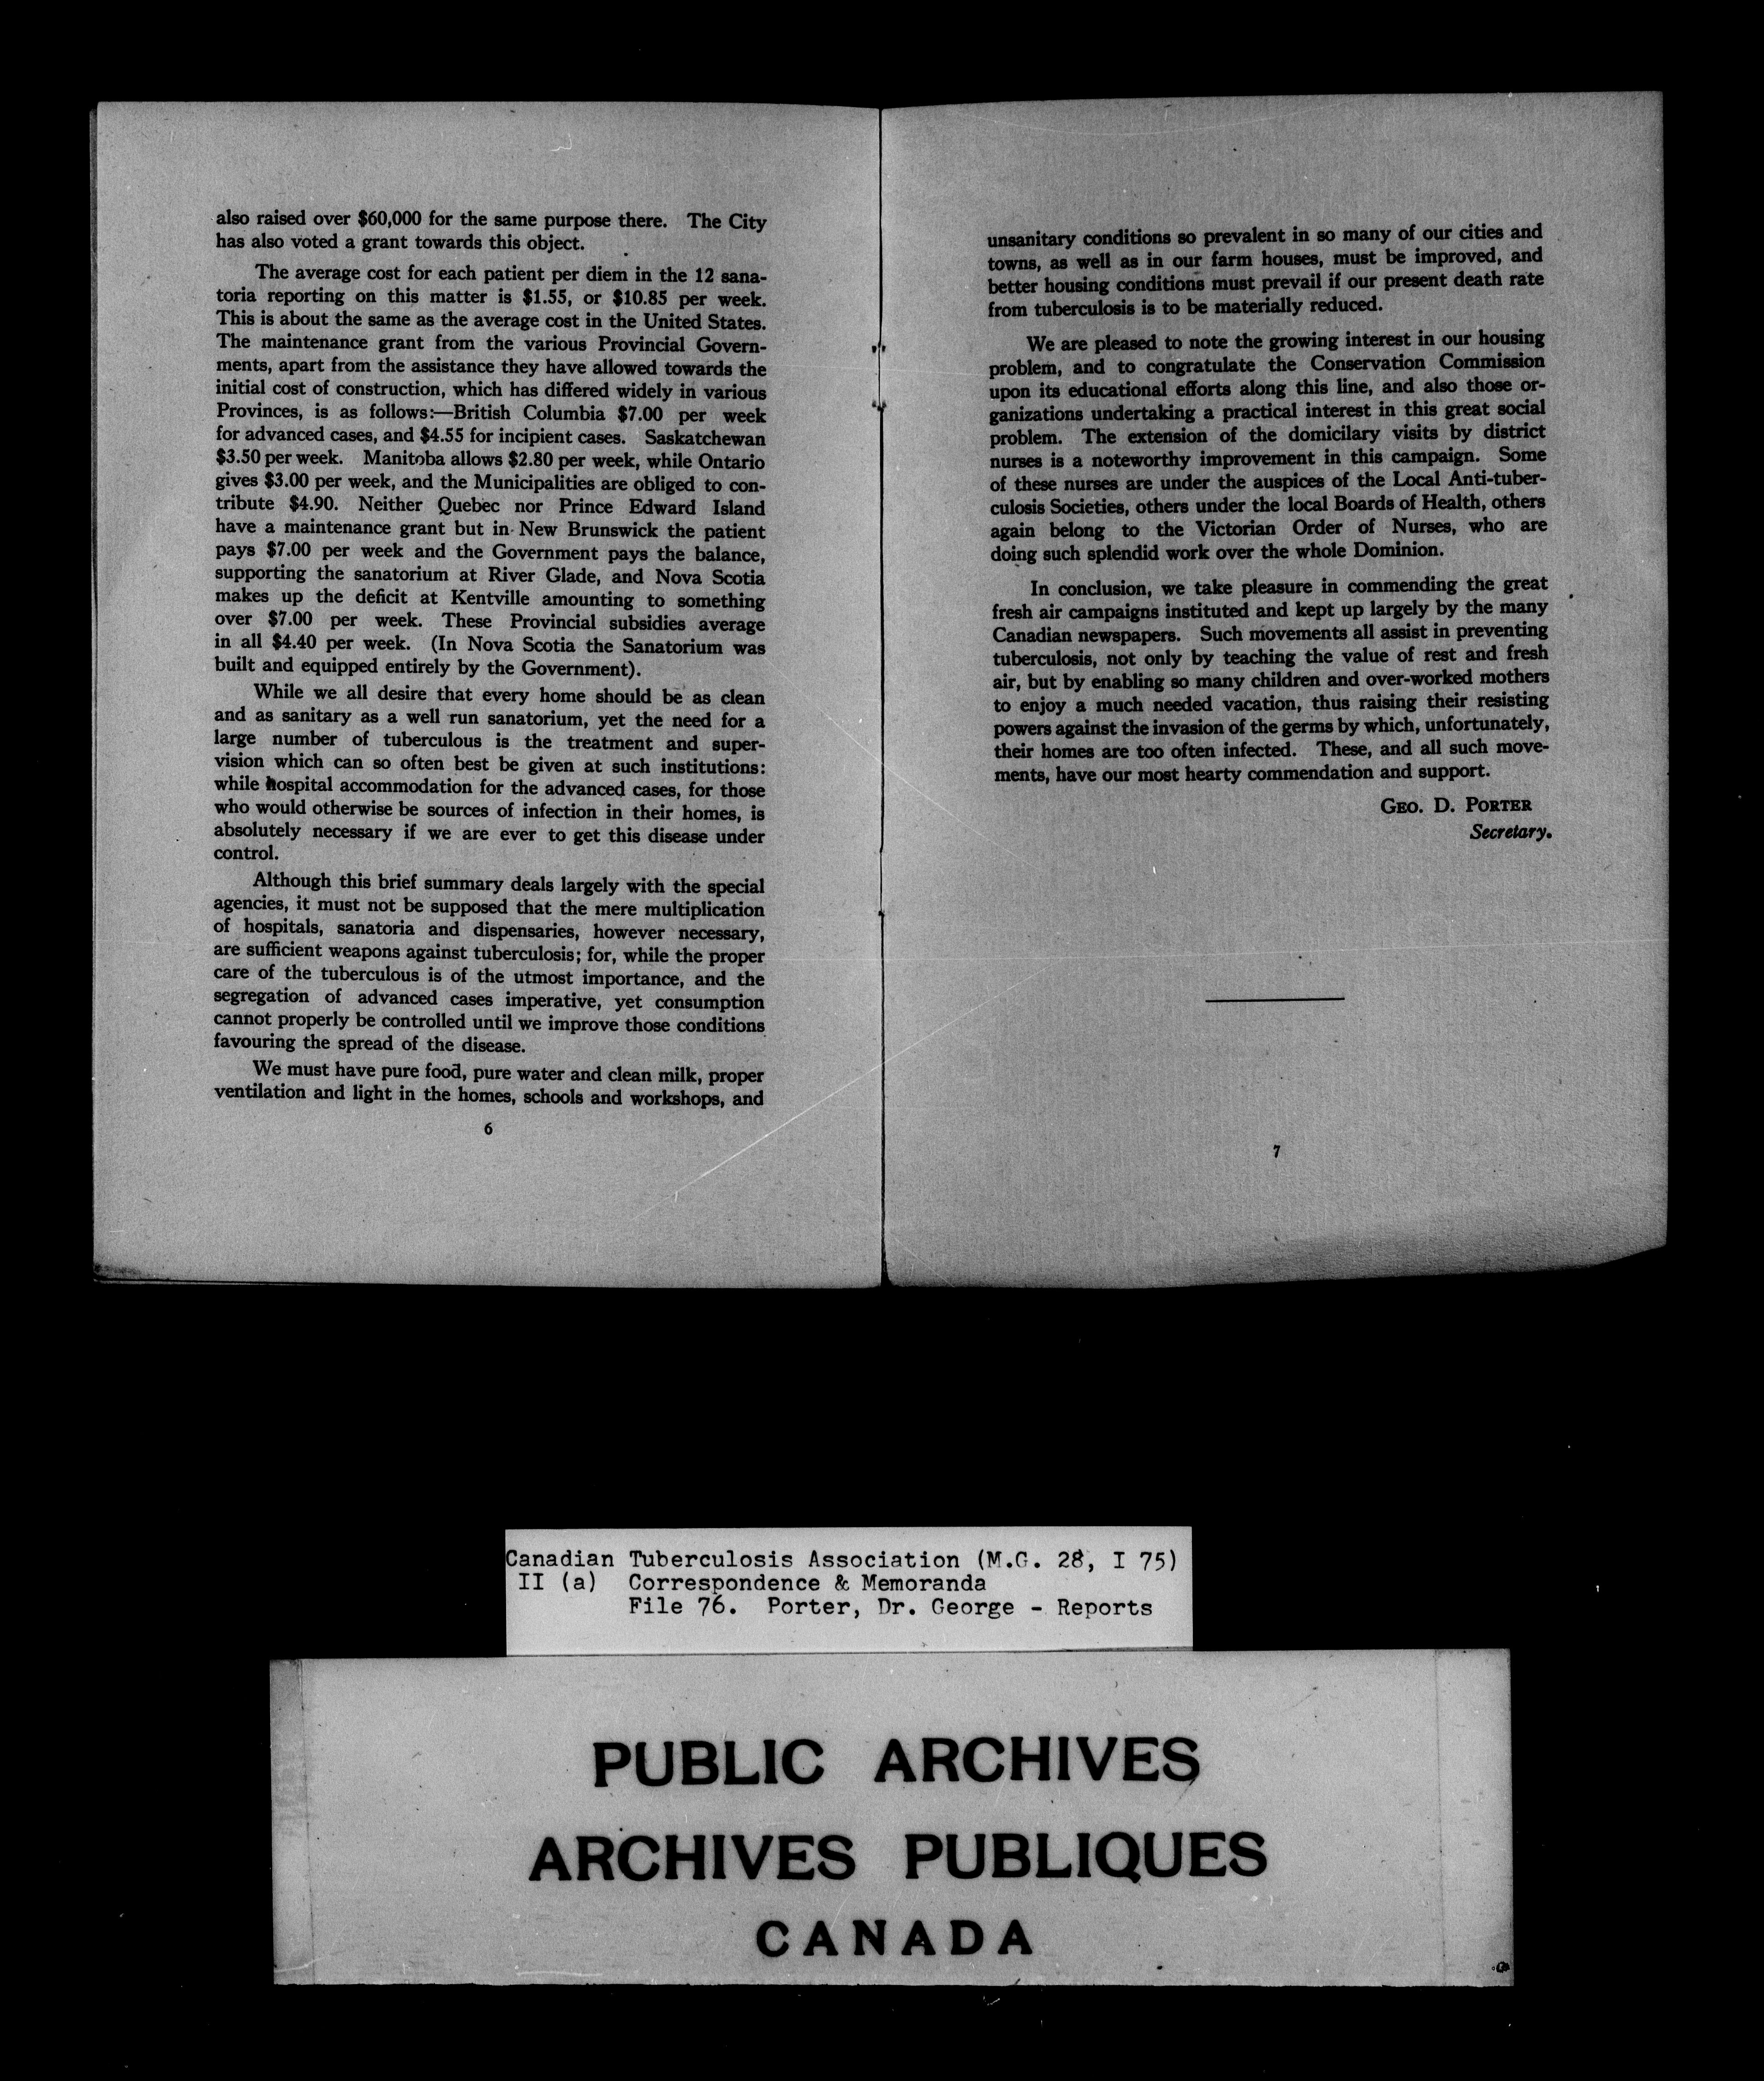 also raised over $60,000 for the same purpose there. The City
has also voted a grant towards this object.
The average cost for each patient per diem in the 12 sana-
toria reporting on this matter is $1.55, or $10.85 per week.
This is about the same as the average cost in the United States.
The maintenance grant from the various Provincial Govern-
ments, apart from the assistance they have allowed towards the
initial cost of construction, which has differed widely in various
Provinces, is as follows:—British Columbia $7.00 per week
for advanced cases, and $4.55 for incipient cases. Saskatchewan
$3.50 per week. Manitoba allows $2.80 per week, while Ontario
gives $3.00 per week, and the Municipalities are obliged to con-
tribute $4.90. Neither Quebec nor Prince Edward Island
have a maintenance grant but in New Brunswick the patient
pays $7.00 per week and the Government pays the balance,
supporting the sanatorium at River Glade, and Nova Scotia
makes up the deficit at Kentville amounting to something
over $7.00 per week. These Provincial subsidies average
in all $4.40 per week. (In Nova Scotia the Sanatorium was
built and equipped entirely by the Government).
While we all desire that every home should be as clean
and as sanitary as a well run sanatorium, yet the need for a
large number of tuberculous is the treatment and super-
vision which can so often best be given at such institutions:
while hospital accommodation for the advanced cases, for those
who would otherwise be sources of infection in their homes, is
absolutely necessary if we are ever to get this disease under
control.
Although this brief summary deals largely with the special
agencies, it must not be supposed that the mere multiplication
of hospitals, sanatoria and dispensaries, however necessary,
are sufficient weapons against tuberculosis; for, while the proper
care of the tuberculous is of the utmost importance, and the
segregation of advanced cases imperative, yet consumption
cannot properly be controlled until we improve those conditions
favouring the spread of the disease.
We must have pure food, pure water and clean milk, proper
ventilation and light in the homes, schools and workshops, and
6
unsanitary conditions so prevalent in so many of our cities and
towns, as well as in our farm houses, must be improved, and
better housing conditions must prevail if our present death rate
from tuberculosis is to be materially reduced.
We are pleased to note the growing interest in our housing
problem, and to congratulate the Conservation Commission
upon its educational efforts along this line, and also those or-
ganizations undertaking a practical interest in this great social
problem. The extension of the domicilary visits by district
nurses is a noteworthy improvement in this campaign. Some
of these nurses are under the auspices of the Local Anti-tuber-
culosis Societies, others under the local Boards of Health, others
again belong to the Victorian Order of Nurses, who are
doing such splendid work over the whole Dominion.
In conclusion, we take pleasure in commending the great
fresh air campaigns instituted and kept up largely by the many
Canadian newspapers. Such movements all assist in preventing
tuberculosis, not only by teaching the value of rest and fresh
air, but by enabling so many children and over-worked mothers
to enjoy a much needed vacation, thus raising their resisting
powers against the invasion of the germs by which, unfortunately,
their homes are too often infected. These, and all such move-
ments, have our most hearty commendation and support.
GEO. D. PORTER
Secretary.
7
Canadian Tuberculosis Association (M.G. 28, I 75)
II (a) Correspondence & Memoranda
File 76. Porter, Dr. George - Reports
PUBLIC ARCHIVES
ARCHIVES PUBLIQUES
CANADA